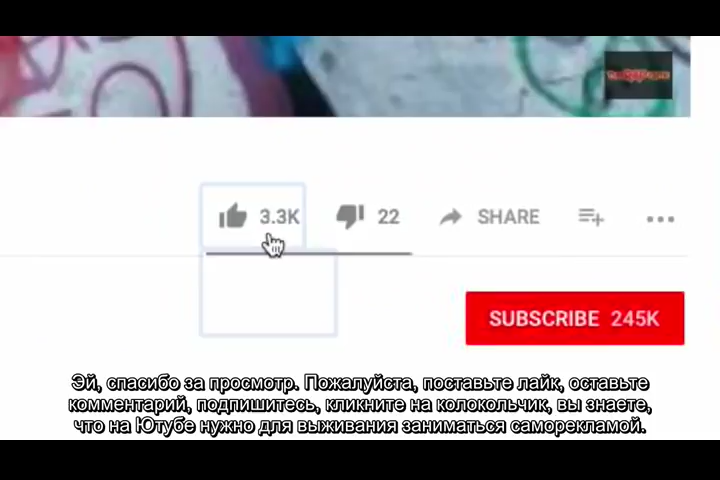 3.3K 22 SHARE
SUBSCRIBE 245K
Эй, спасибо за просмотр. Пожалуйста, поставьте лайк, оставьте
комментарий, подпишитесь, кликните на колокольчик, вы знаете,
что на Ютубе нужно для выживания заниматься саморекламой.